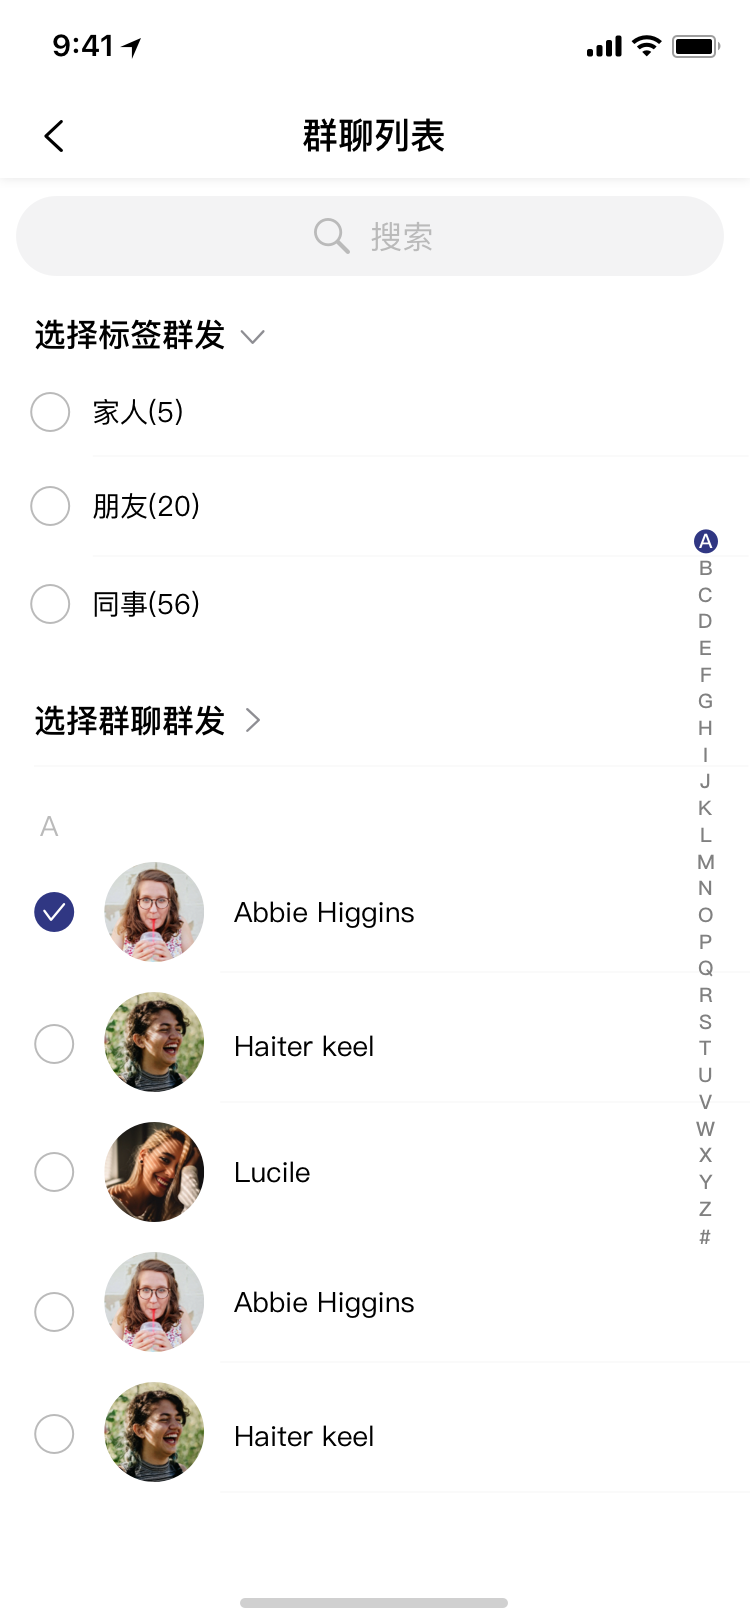 9:41
群聊列表
搜索
选择标签群发
家人(5)
朋友(20)
同事(56)
选择群聊群发
A
Abbie Higgins
Haiter keel
Lucile
Abbie Higgins
Haiter keel
A
B
C
D
E
F
G
H
I
J
K
L
M
N
O
P
Q
R
S
T
U
V
W
X
Y
Z
#